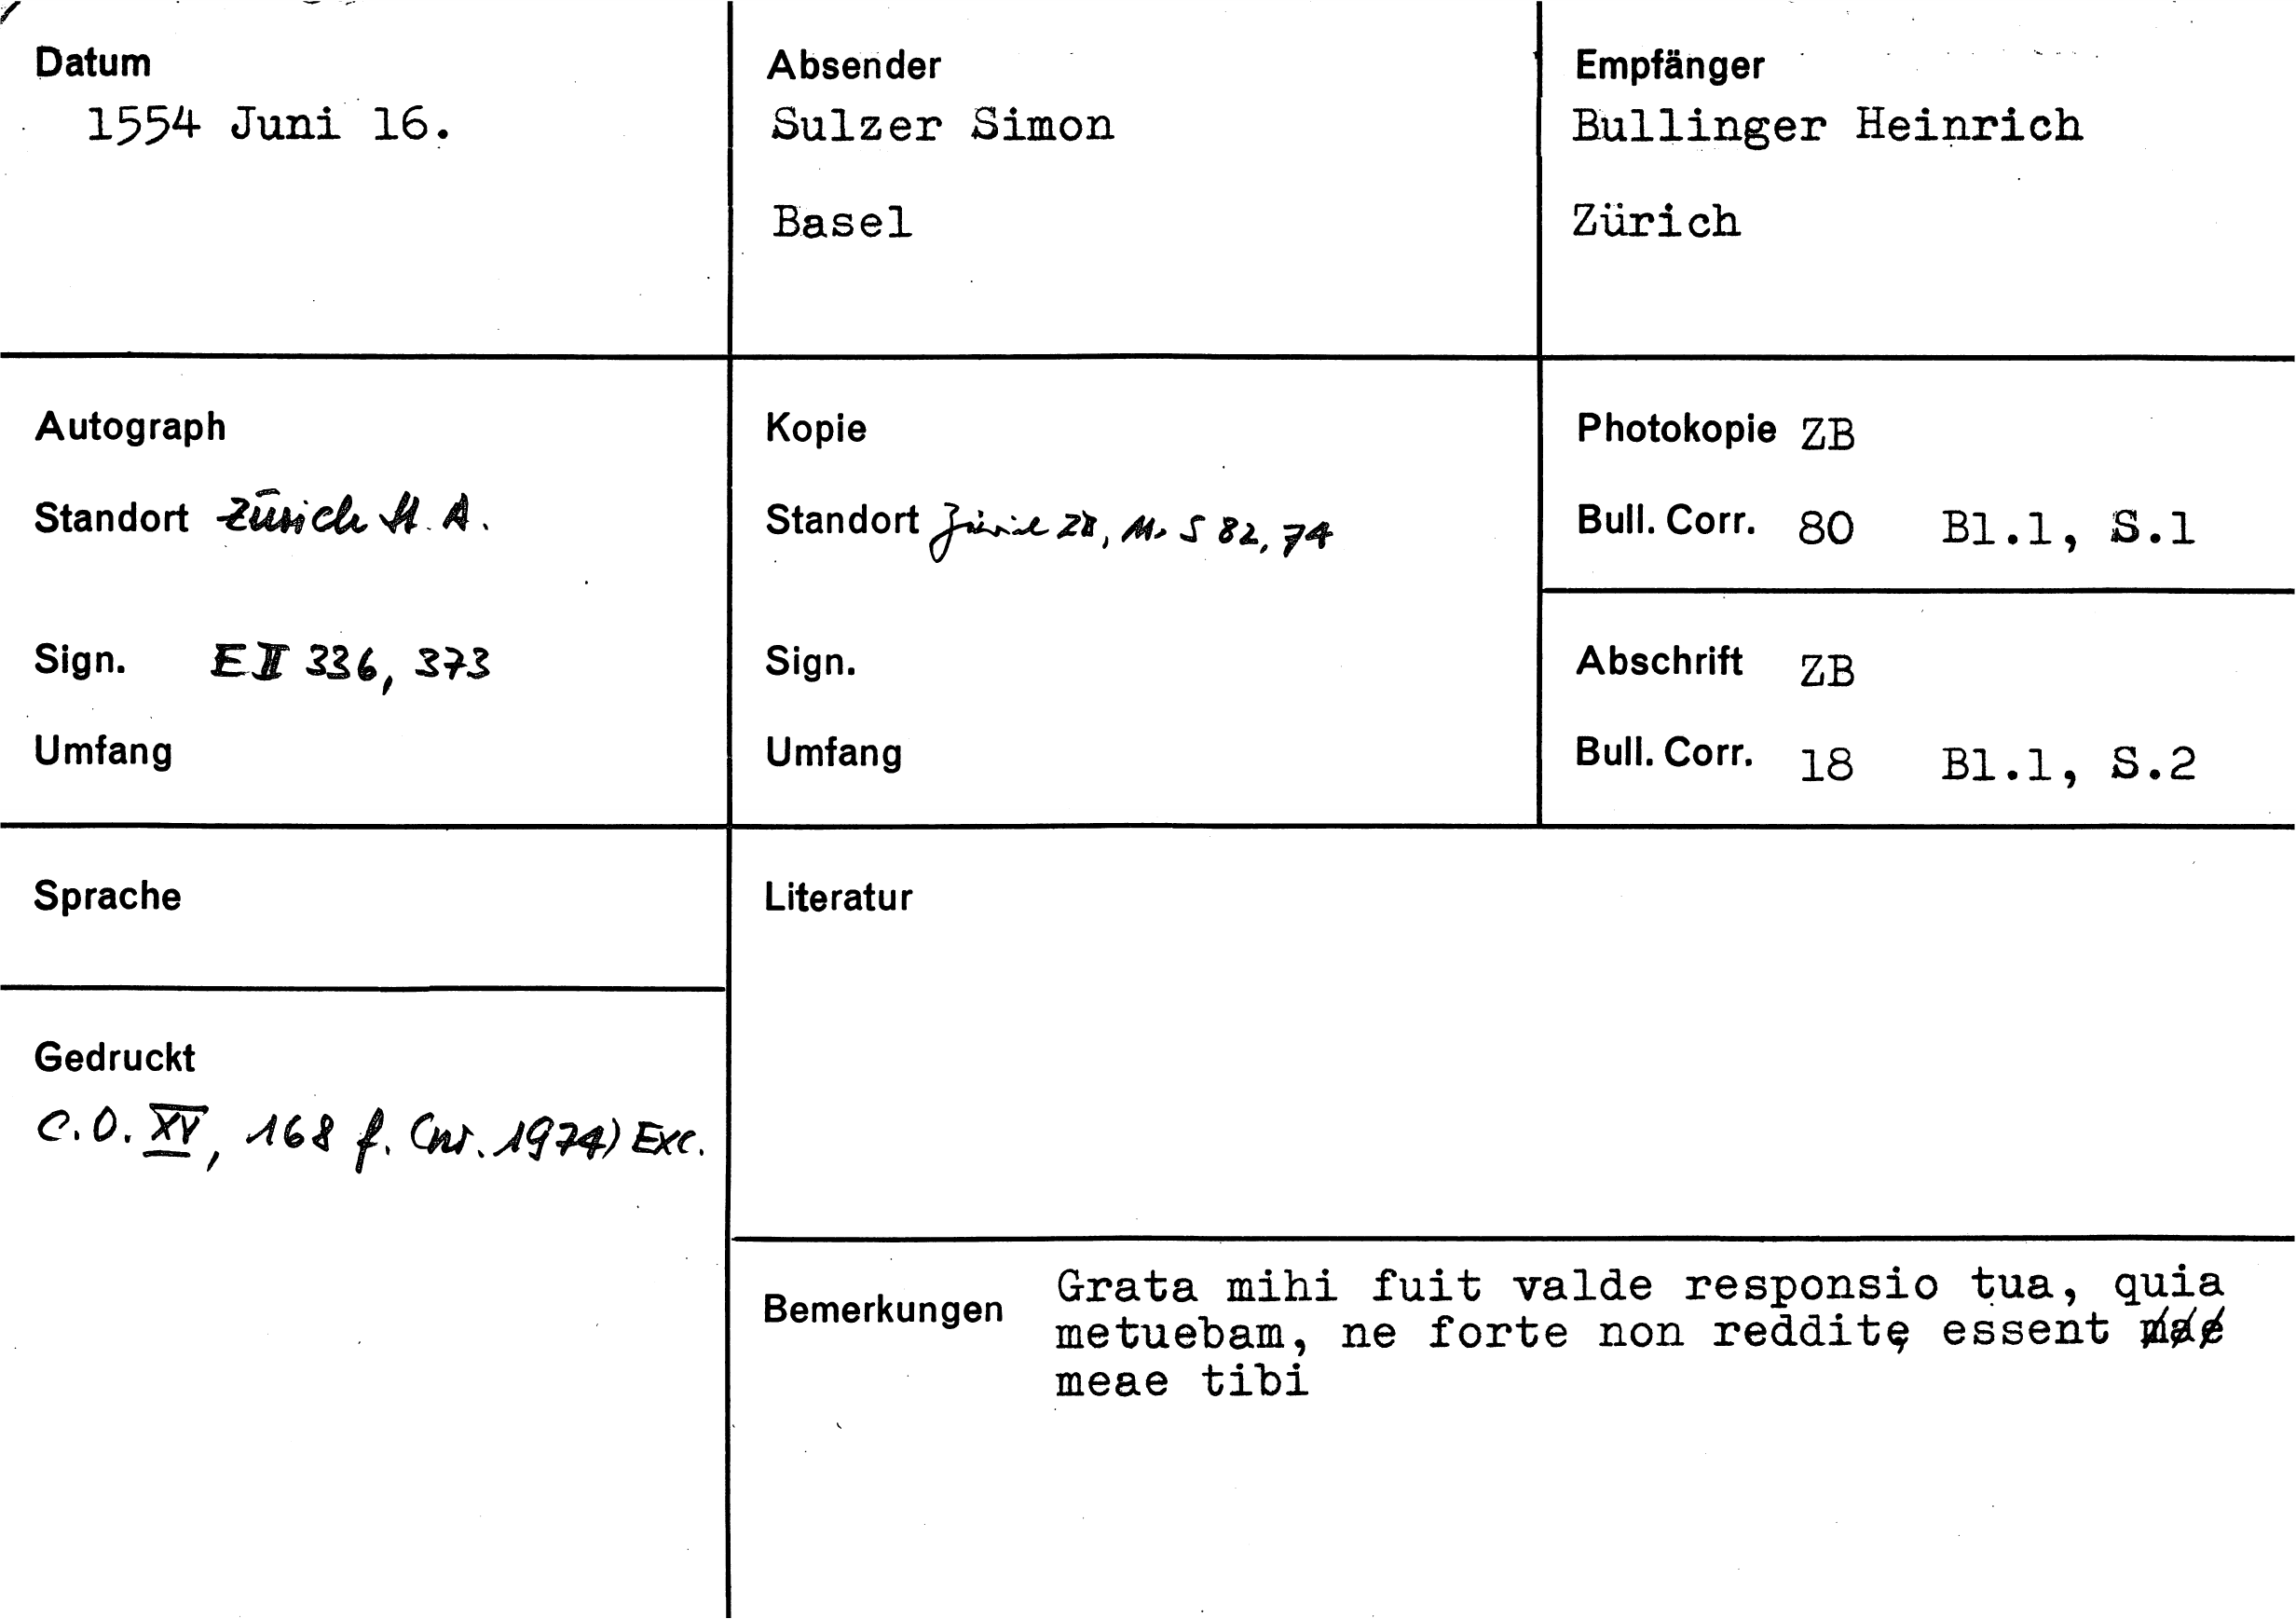 Datum
1554 Juni 16.
Absender
Sulzer Simon
Basel
Empfänger
Bullinger Heinrich
Zürich
Autograph
Standort Zürich St. A.
Sign. E II 336, 373
Umfang
Kopie
Standort Zürich ZB, Ms S 82, 74
Sign.
Umfang
Photokopie ZB
Bull. Corr. 80 Bl.1, S.1
Abschrift ZB
Bull. Corr. 18 Bl.1, S.2
Sprache
Gedruckt
C.O. XV, 168 f. (nr. 1974) Exc.
Literatur
Bemerkungen
Grata mihi fuit valde responsio tua, quia
metuebam, ne forte non redditę essent
meae tibi